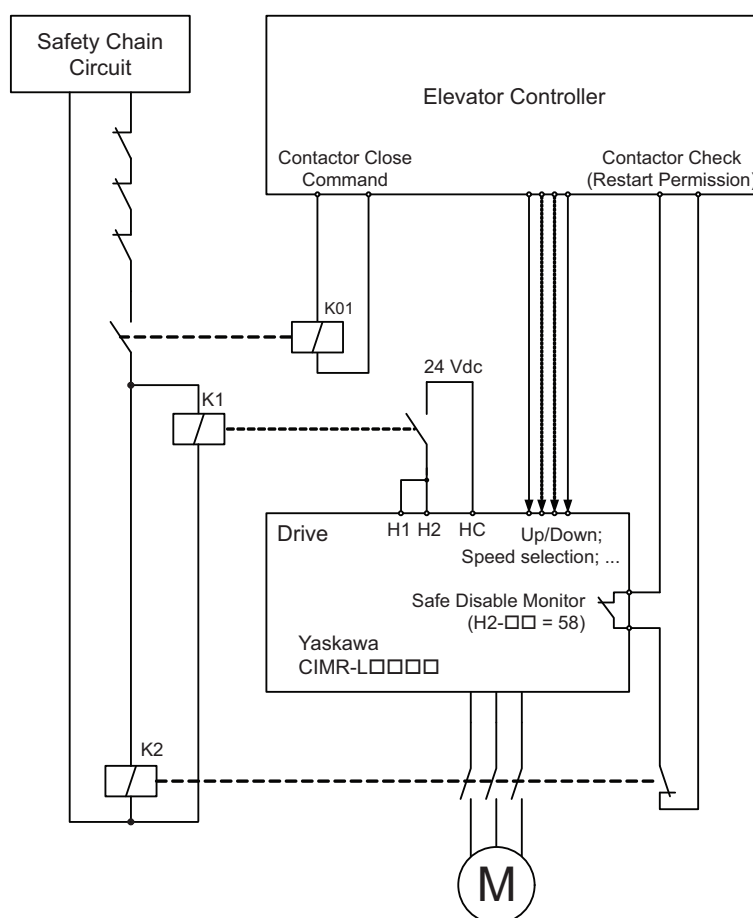 Safety Chain
Circuit
Elevator Controller
Contactor Close
Command
Contactor Check
(Restart Permission)
K01
24 Vdc
K1
H1 H2 HC
Drive
Up/Down;
Speed selection; ...
Safe Disable Monitor
(H2-□□ = 58)
Yaskawa
CIMR-L□□□□
K2
M